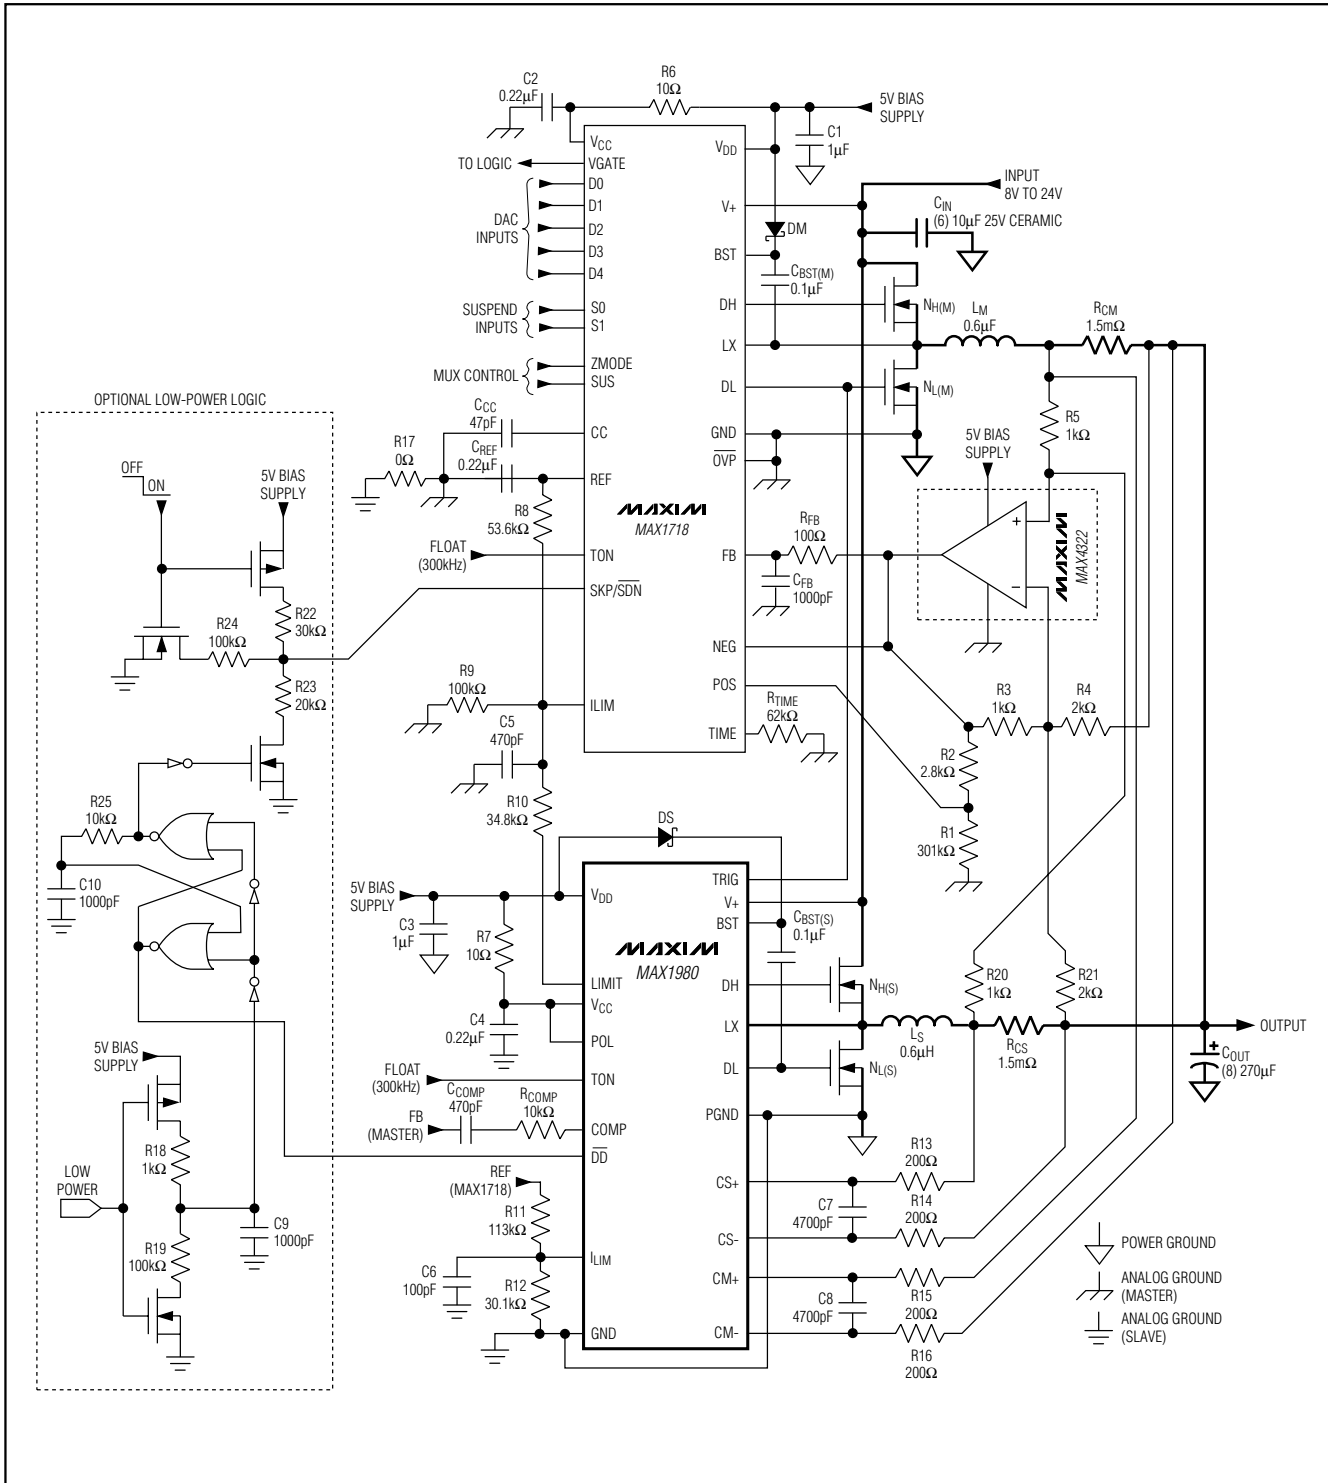 C2
0.22µF
R6
10Ω
5V BIAS
SUPPLY
C1
1µF
VCC
VDD
TO LOGIC
VGATE
D0
D1
D2
D3
D4
DAC
INPUTS
V+
INPUT
8V TO 24V
CIN
(6) 10µF 25V CERAMIC
DM
BST
CBST(M)
0.1µF
SUSPEND
INPUTS
S0
S1
DH
NH(M)
LM
0.6µF
RCM
1.5mΩ
LX
MUX CONTROL
ZMODE
SUS
DL
NL(M)
OPTIONAL LOW-POWER LOGIC
CCC
47pF
CC
GND
OVP
R5
1kΩ
5V BIAS
SUPPLY
R17
0Ω
CREF
0.22µF
REF
OFF
ON
5V BIAS
SUPPLY
R8
53.6kΩ
MAXIM
MAX1718
RFB
100Ω
FB
CFB
1000pF
+
−
MAXIM
MAX4322
FLOAT
(300kHz)
TON
SKP/SDN
R22
30kΩ
R24
100kΩ
R23
20kΩ
NEG
POS
R9
100kΩ
ILIM
RTIME
62kΩ
TIME
R3
1kΩ
R4
2kΩ
C5
470pF
R2
2.8kΩ
R10
34.8kΩ
R1
301kΩ
R25
10kΩ
C10
1000pF
DS
5V BIAS
SUPPLY
VDD
TRIG
V+
BST
CBST(S)
0.1µF
C3
1µF
R7
10Ω
MAXIM
MAX1980
LIMIT
DH
NH(S)
R20
1kΩ
R21
2kΩ
VCC
C4
0.22µF
POL
LX
LS
0.6µH
RCS
1.5mΩ
OUTPUT
5V BIAS
SUPPLY
FLOAT
(300kHz)
TON
DL
NL(S)
+
COUT
(8) 270µF
CCOMP
470pF
RCOMP
10kΩ
FB
(MASTER)
COMP
PGND
R18
1kΩ
DD
LOW
POWER
REF
(MAX1718)
R11
113kΩ
CS+
R13
200Ω
R14
200Ω
C7
4700pF
CS-
C9
1000pF
R19
100kΩ
ILIM
C6
100pF
R12
30.1kΩ
CM+
R15
200Ω
C8
4700pF
GND
CM-
R16
200Ω
POWER GROUND
ANALOG GROUND
(MASTER)
ANALOG GROUND
(SLAVE)